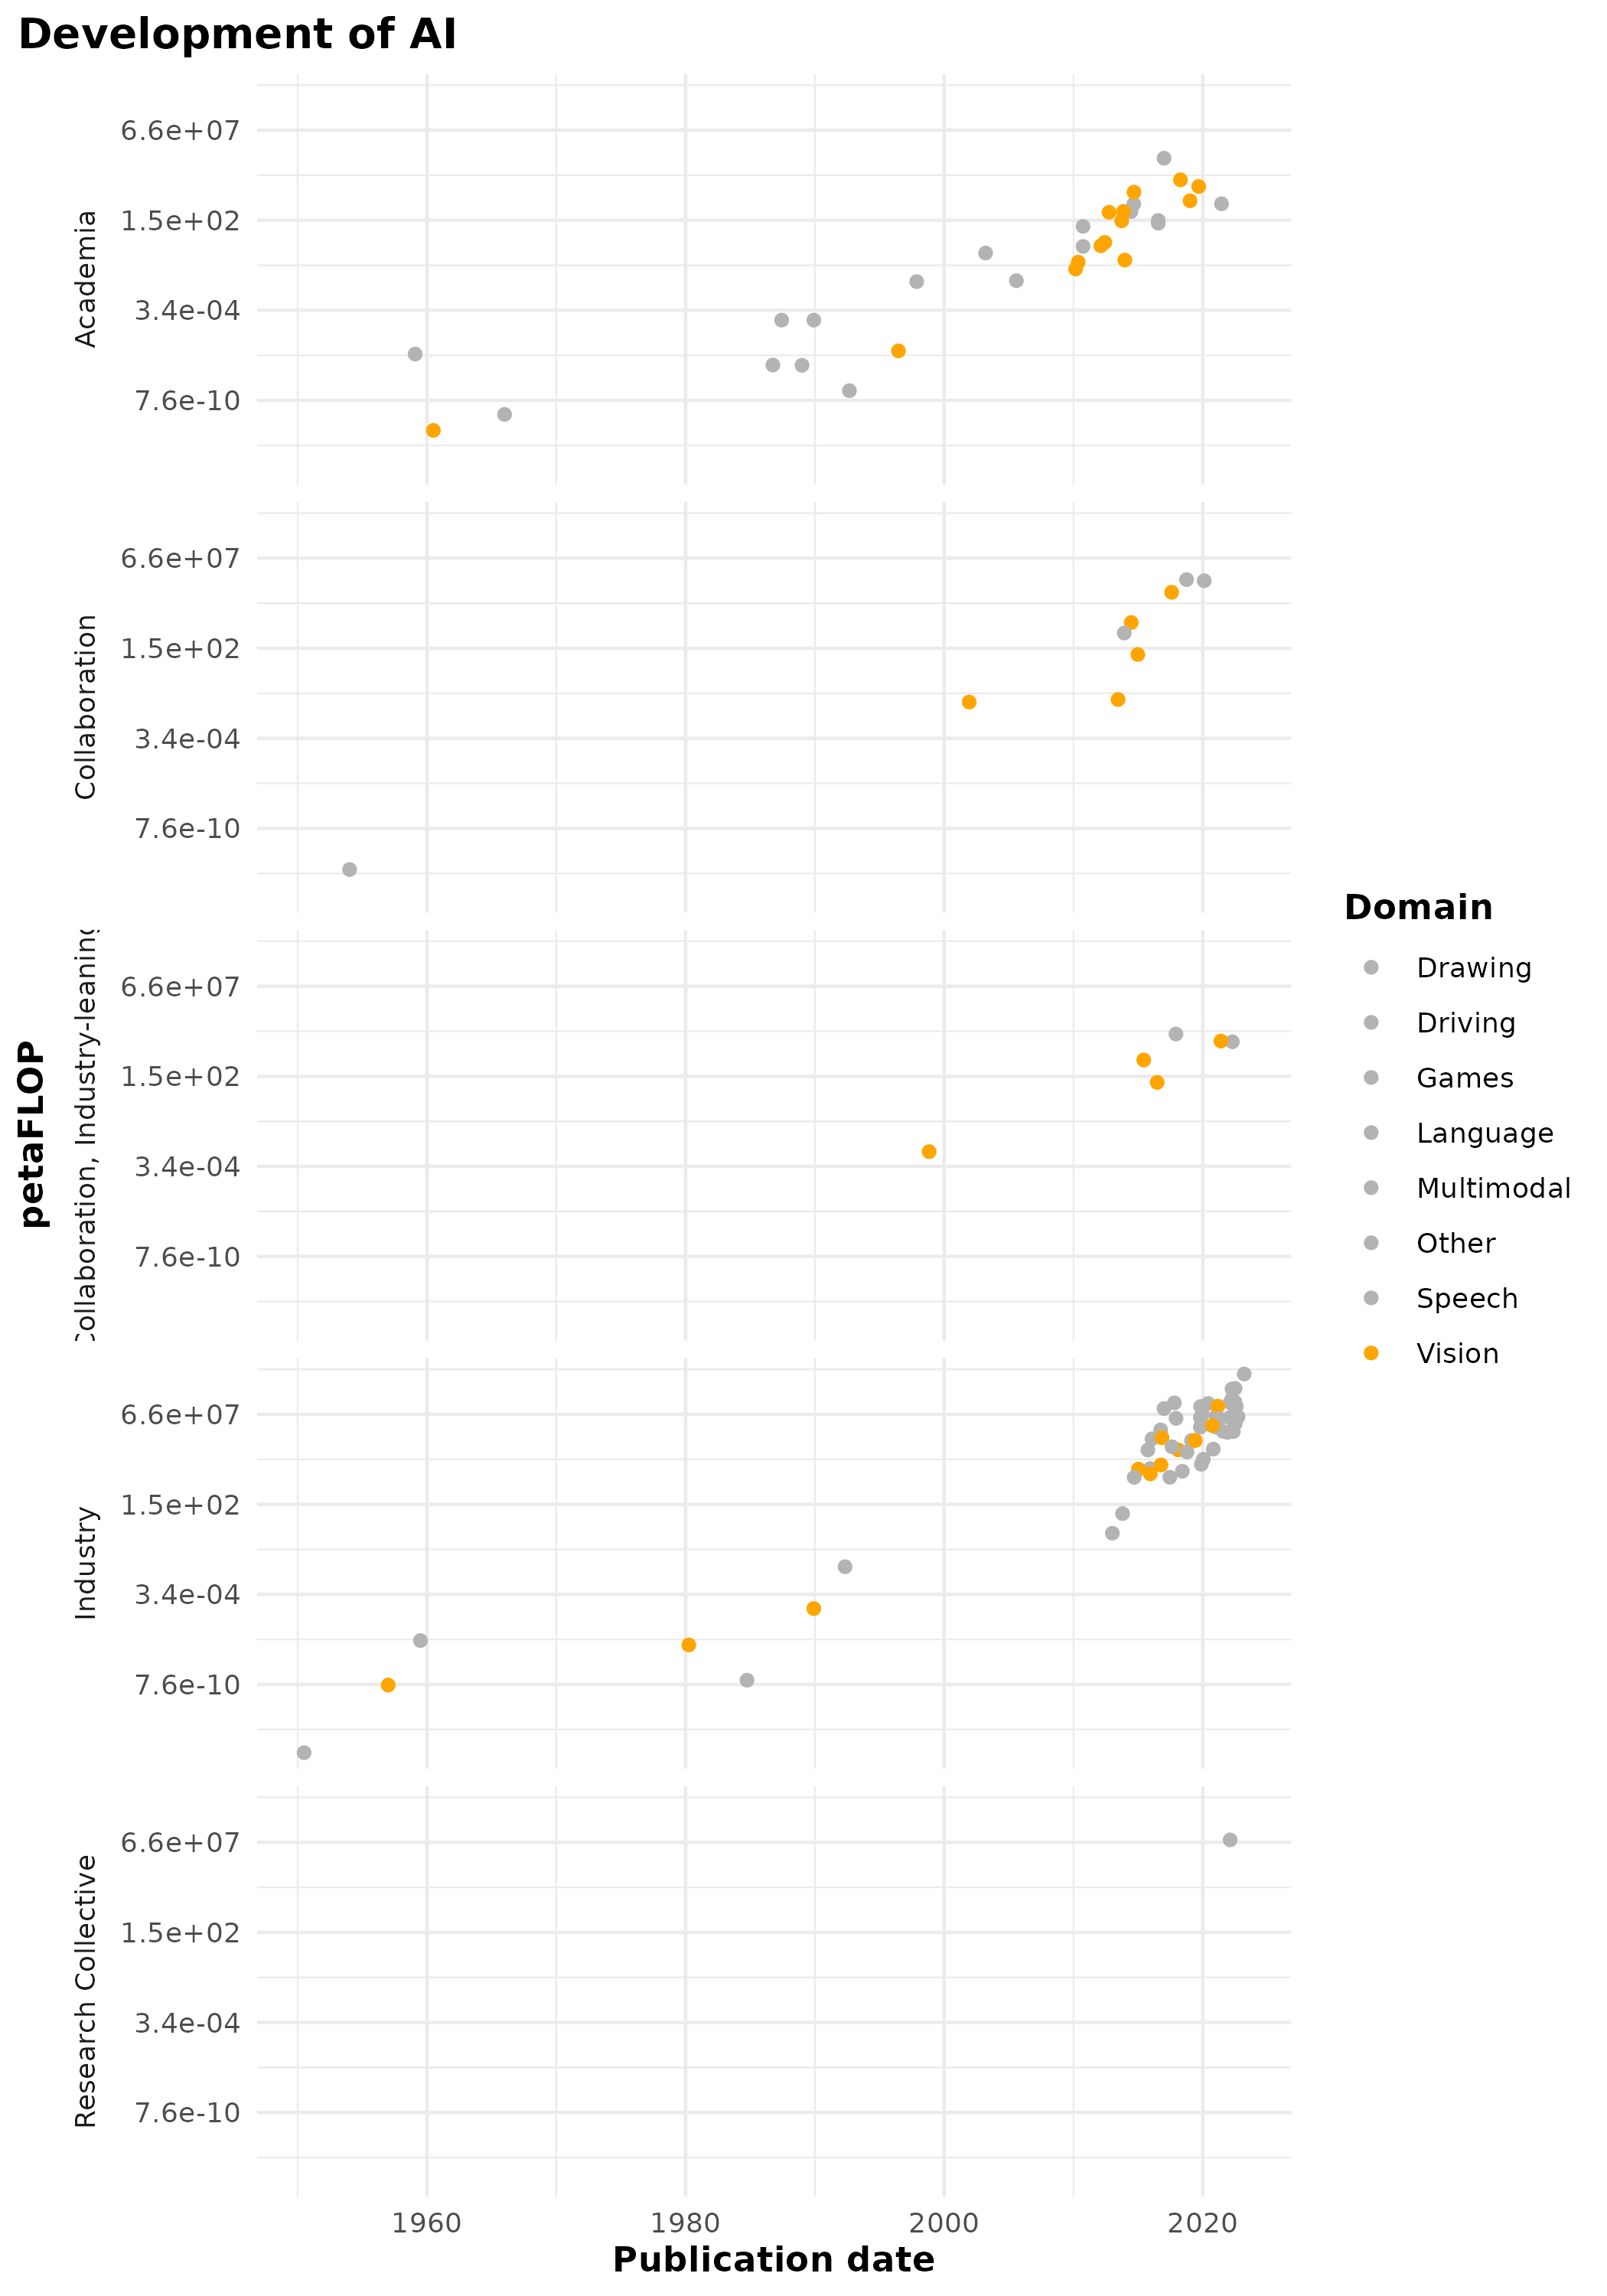 Development of AI
petaFLOP
Academia
6.6e+07
1.5e+02
3.4e-04
7.6e-10
Collaboration
6.6e+07
1.5e+02
3.4e-04
7.6e-10
Collaboration, Industry-leaning
6.6e+07
1.5e+02
3.4e-04
7.6e-10
Industry
6.6e+07
1.5e+02
3.4e-04
7.6e-10
Research Collective
6.6e+07
1.5e+02
3.4e-04
7.6e-10
1960 1980 2000 2020
Publication date
Domain
Drawing
Driving
Games
Language
Multimodal
Other
Speech
Vision